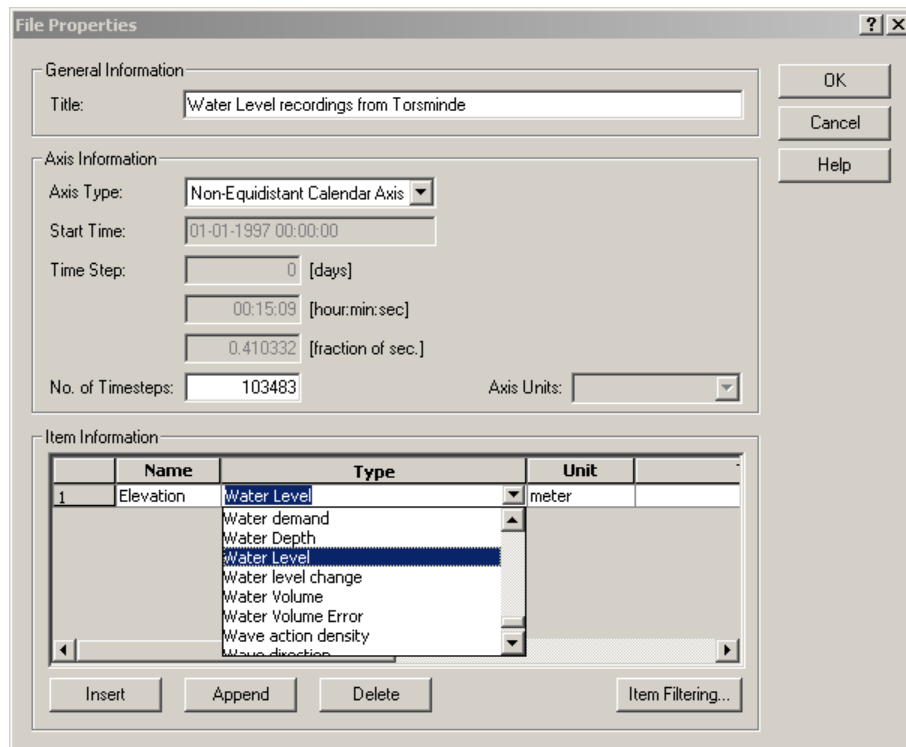 File Properties
General Information
Title: Water Level recordings from Torsminde
OK
Cancel
Help
Axis Information
Axis Type: Non-Equidistant Calendar Axis
Start Time: 01-01-1997 00:00:00
Time Step: 0 [days]
00:15:09 [hour:min:sec]
0.410332 [fraction of sec.]
No. of Timesteps: 103483 Axis Units:
Item Information
Name Type Unit
1 Elevation Water Level meter
Water demand
Water Depth
Water Level
Water level change
Water Volume
Water Volume Error
Wave action density
Wave direction
Insert Append Delete Item Filtering...